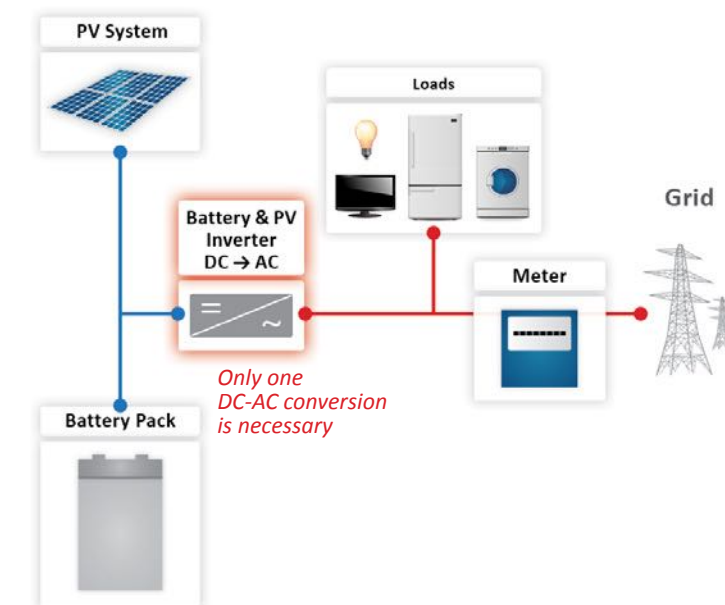 PV System
Loads
Grid
Battery & PV
Inverter
DC → AC
Meter
Only one
DC-AC conversion
is necessary
Battery Pack